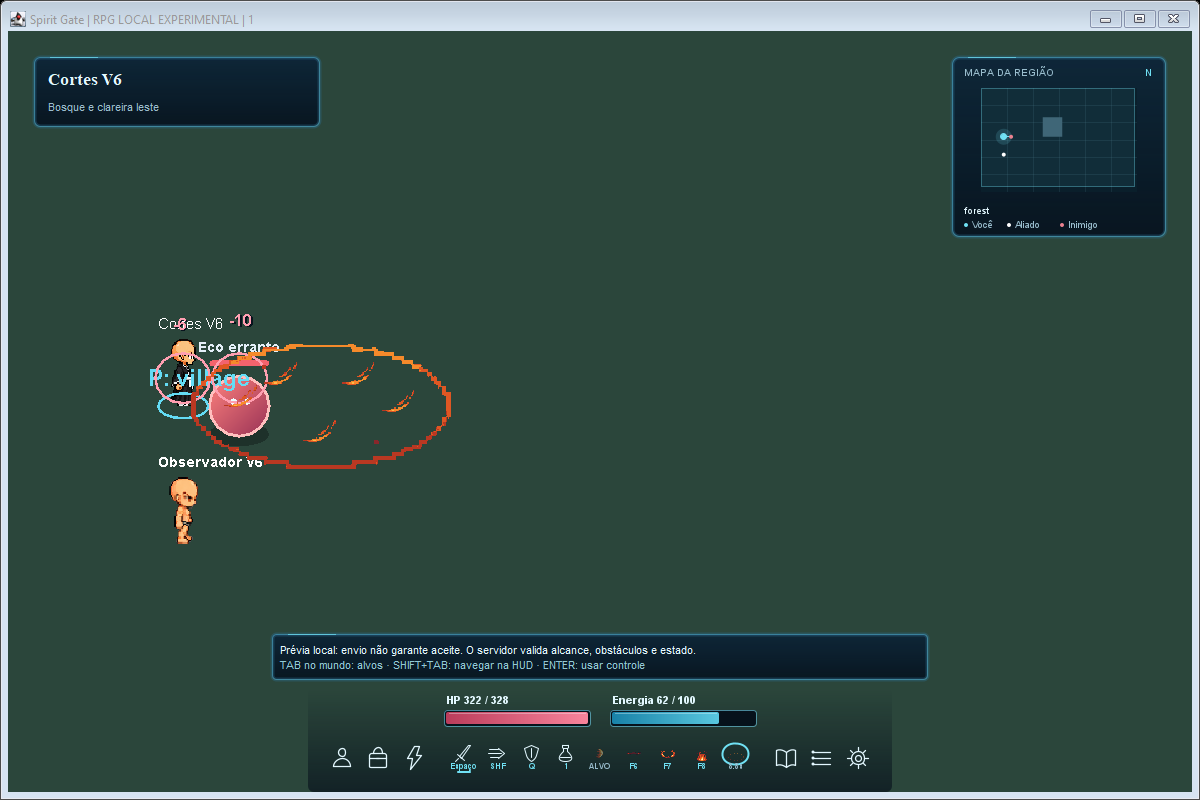 Spirit Gate | RPG LOCAL EXPERIMENTAL | 1
Cortes V6
Bosque e clareira leste
MAPA DA REGIÃO
N
forest
Você
Aliado
Inimigo
Cortes V6
-10
Eco errante
P: village
Observador V6
Prévia local: envio não garante aceite. O servidor valida alcance, obstáculos e estado.
TAB no mundo: alvos · SHIFT+TAB: navegar na HUD · ENTER: usar controle
HP 322 / 328
Energia 62 / 100
Espaço
SHF
Q
1
ALVO
F6
F7
F8